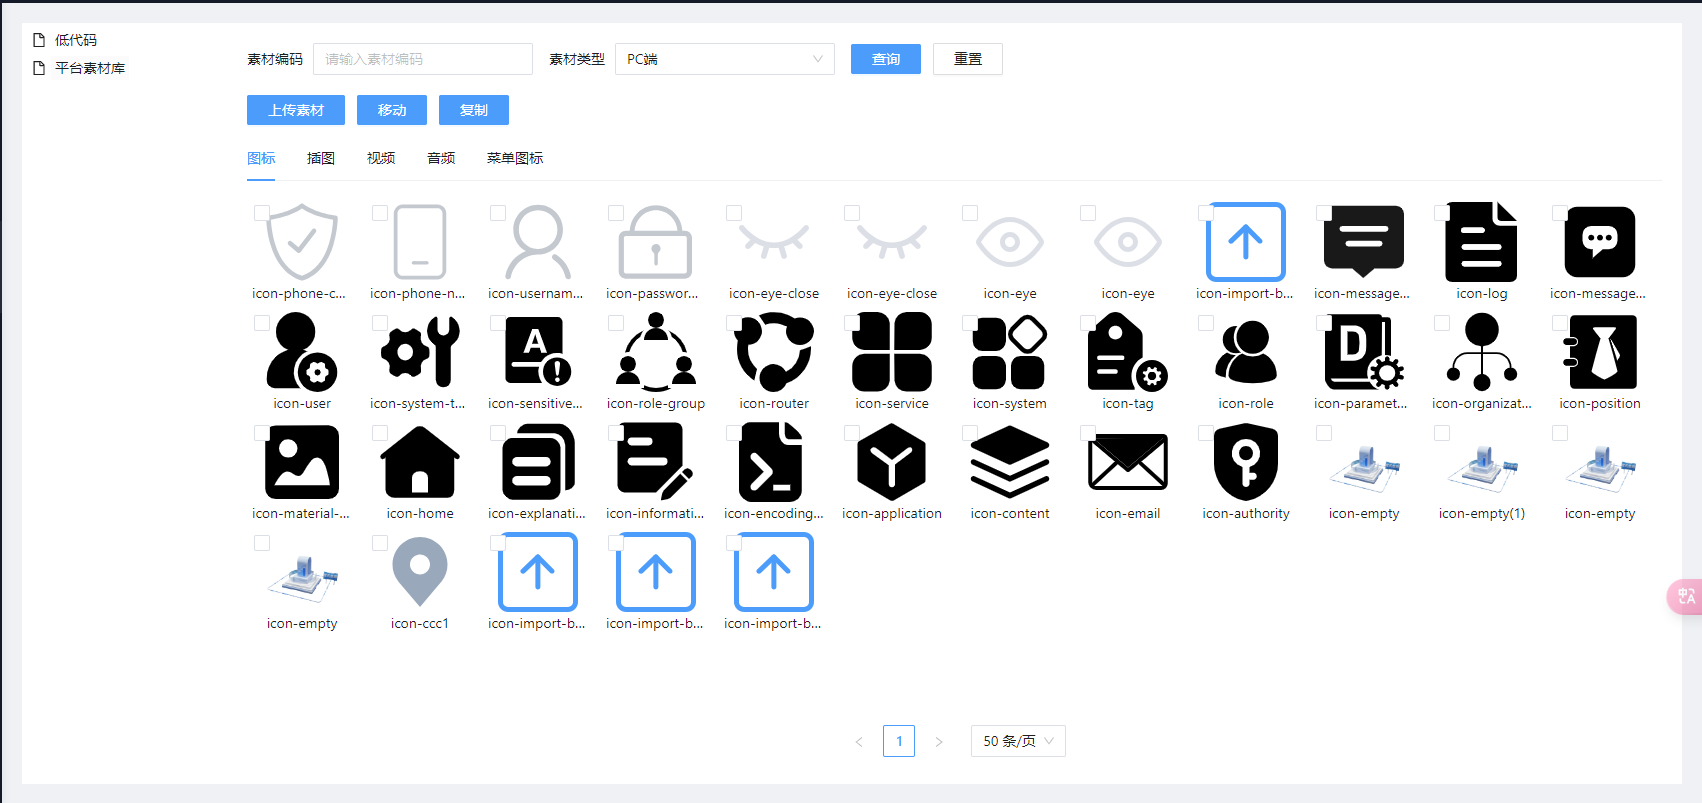 低代码
平台素材库
素材编码 请输入素材编码 素材类型 PC端 查询 重置
上传素材 移动 复制
图标 插图 视频 音频 菜单图标
icon-phone-c... icon-phone-n... icon-usernam... icon-passwor... icon-eye-close icon-eye-close icon-eye icon-eye icon-import-b... icon-message... icon-log icon-message...
icon-user icon-system-t... icon-sensitive... icon-role-group icon-router icon-service icon-system icon-tag icon-role icon-paramet... icon-organizat... icon-position
icon-material-... icon-home icon-explanati... icon-informati... icon-encoding... icon-application icon-content icon-email icon-authority icon-empty icon-empty(1) icon-empty
icon-empty icon-ccc1 icon-import-b... icon-import-b... icon-import-b...
1 50 条/页